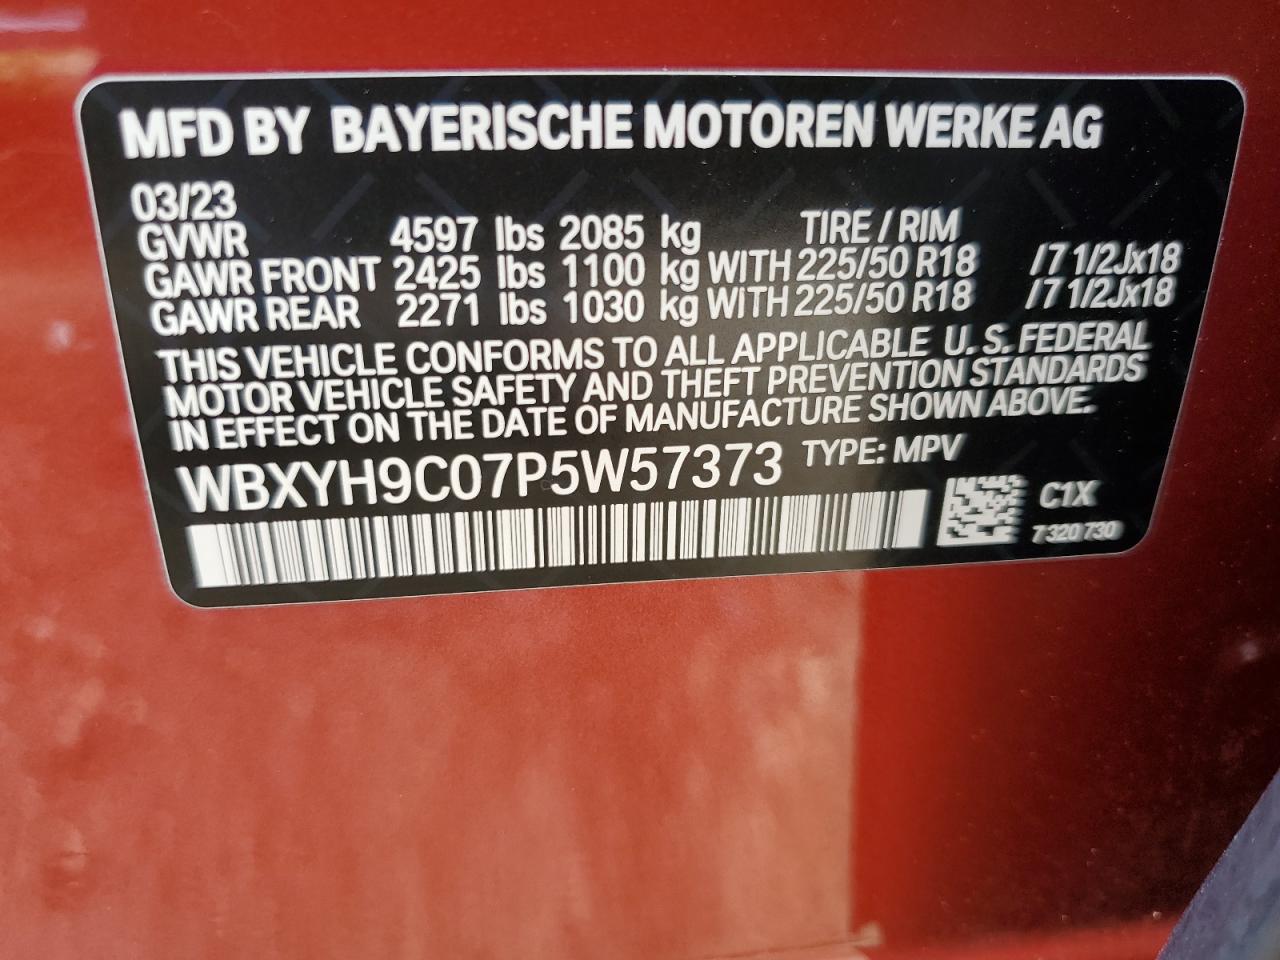 MFD BY BAYERISCHE MOTOREN WERKE AG
03/23
GVWR 4597 lbs 2085 kg TIRE / RIM
GAWR FRONT 2425 lbs 1100 kg WITH 225/50 R18 /7 1/2Jx18
GAWR REAR 2271 lbs 1030 kg WITH 225/50 R18 /7 1/2Jx18
THIS VEHICLE CONFORMS TO ALL APPLICABLE U. S. FEDERAL
MOTOR VEHICLE SAFETY AND THEFT PREVENTION STANDARDS
IN EFFECT ON THE DATE OF MANUFACTURE SHOWN ABOVE.
WBXYH9C07P5W57373 TYPE: MPV
C1X
7 320 730